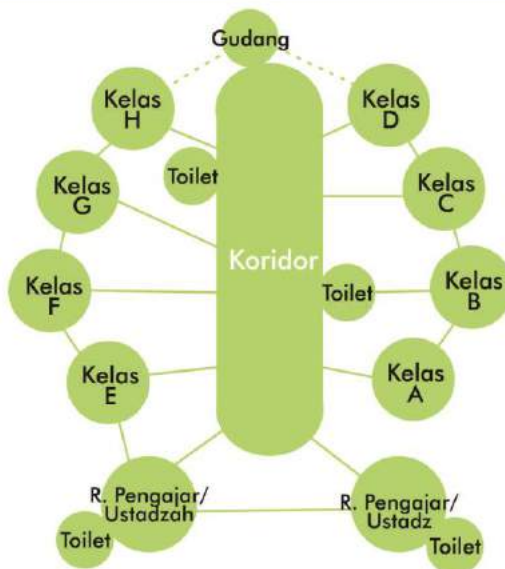 Gudang
Kelas
H
Kelas
D
Toilet
Kelas
G
Kelas
C
Koridor
Kelas
F
Toilet
Kelas
B
Kelas
E
Kelas
A
R. Pengajar/
Ustadzah
R. Pengajar/
Ustadz
Toilet
Toilet